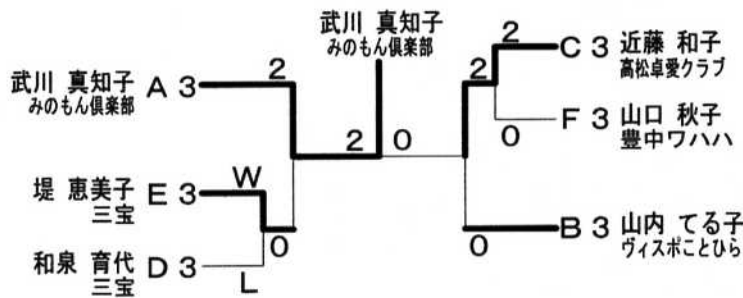 武川 真知子
みのもん倶楽部
武川 真知子 A 3
みのもん倶楽部
2
2
0
堤 恵美子 E 3
三宝
W
0
和泉 育代 D 3
三宝
L
2
C 3 近藤 和子
高松卓愛クラブ
2
0
F 3 山口 秋子
豊中ワハハ
0
B 3 山内 てる子
ヴィスポことひら